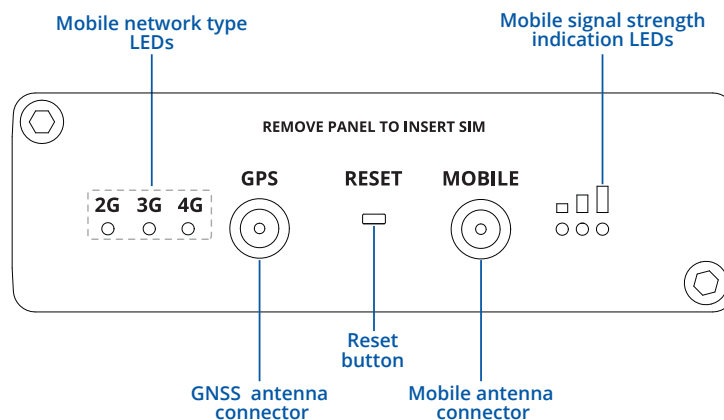 Mobile network type
LEDs
Mobile signal strength
indication LEDs
REMOVE PANEL TO INSERT SIM
GPS RESET MOBILE
2G 3G 4G
Reset
button
GNSS antenna
connector
Mobile antenna
connector